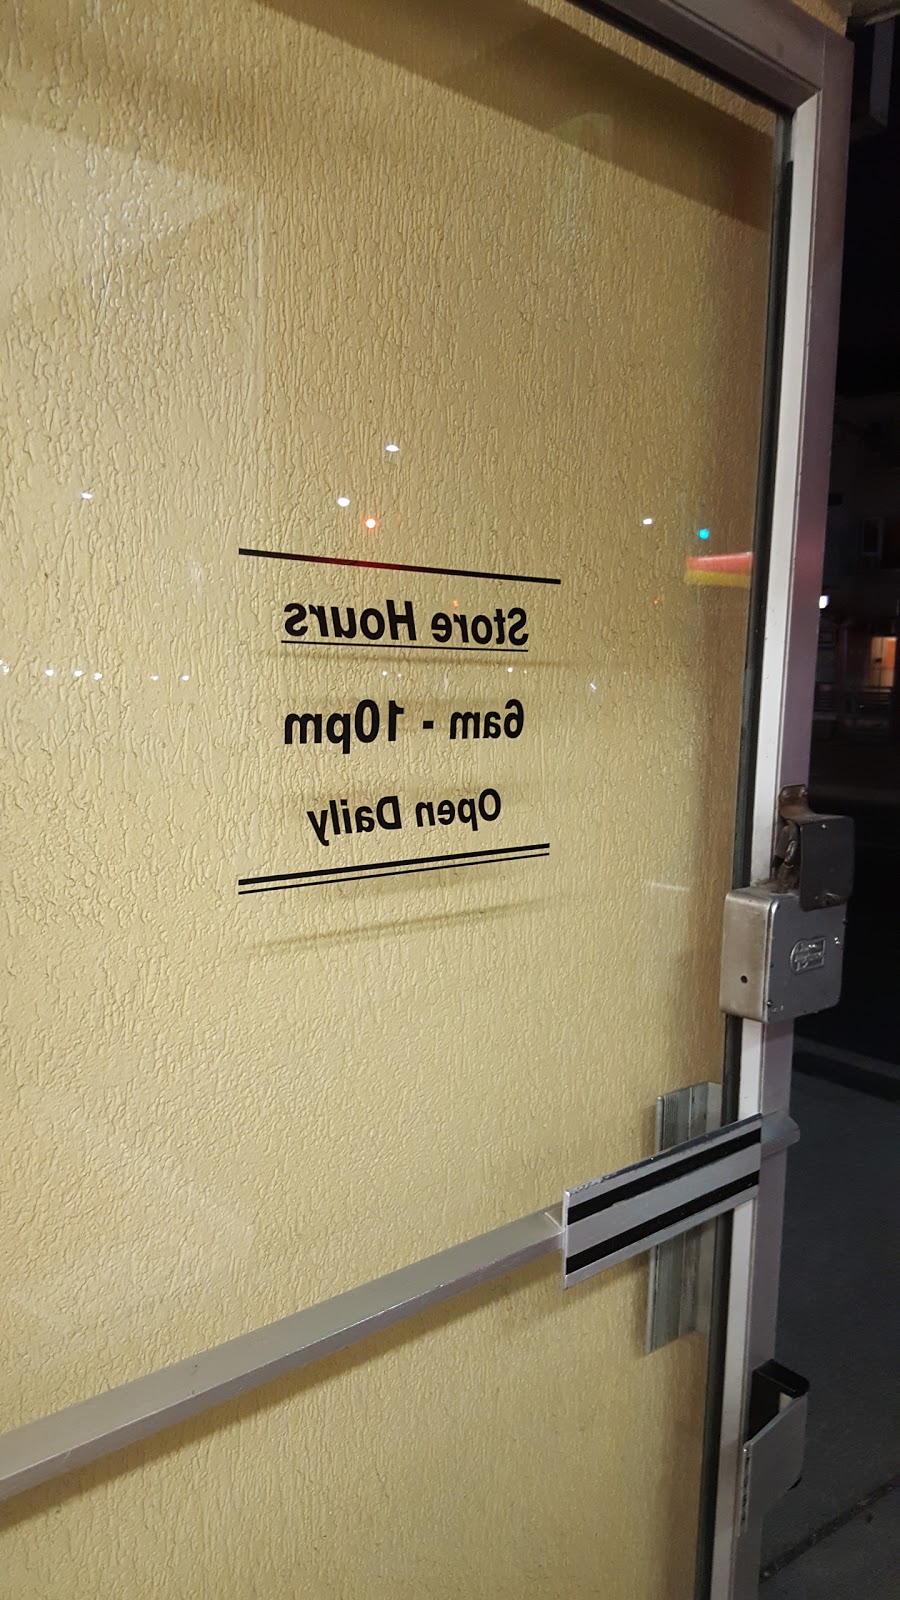 Store Hours
6am - 10pm
Open Daily